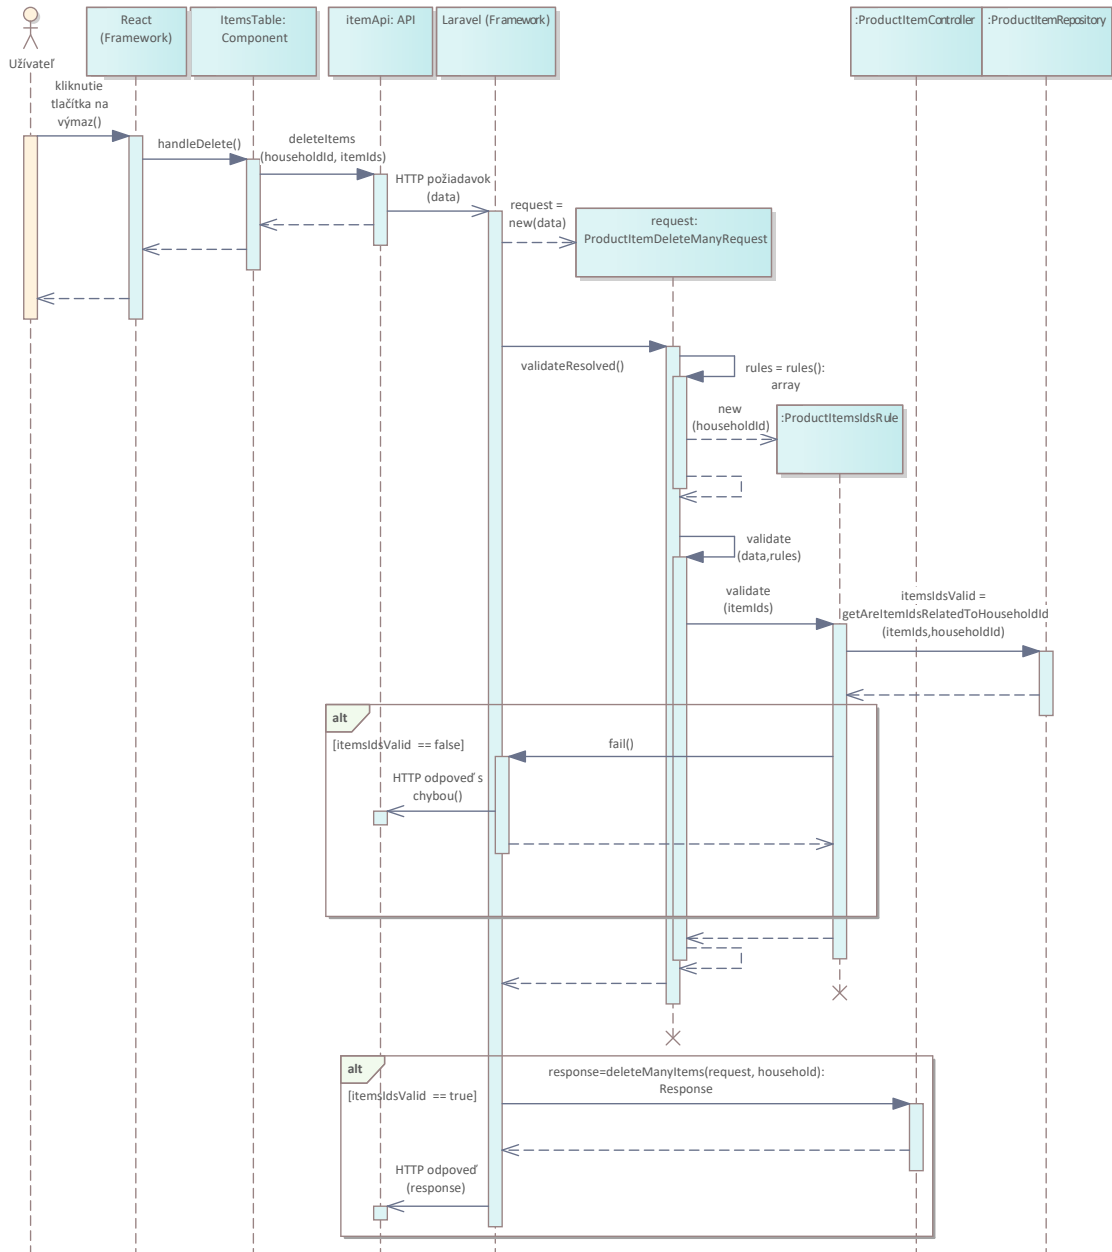 React
(Framework)
ItemsTable:
Component
itemApi: API
Laravel (Framework)
:ProductItemController
:ProductItemRepository
Užívateľ
kliknutie
tlačítka na
výmaz()
handleDelete()
deleteItems
(householdId, itemIds)
HTTP požiadavok
(data)
request =
new(data)
request:
ProductItemDeleteManyRequest
validateResolved()
rules = rules():
array
new
(householdId)
:ProductItemsIdsRule
validate
(data,rules)
validate
(itemIds)
itemsIdsValid =
getAreItemIdsRelatedToHouseholdId
(itemIds,householdId)
alt
[itemsIdsValid == false]
fail()
HTTP odpoveď s
chybou()
alt
[itemsIdsValid == true]
response=deleteManyItems(request, household):
Response
HTTP odpoveď
(response)